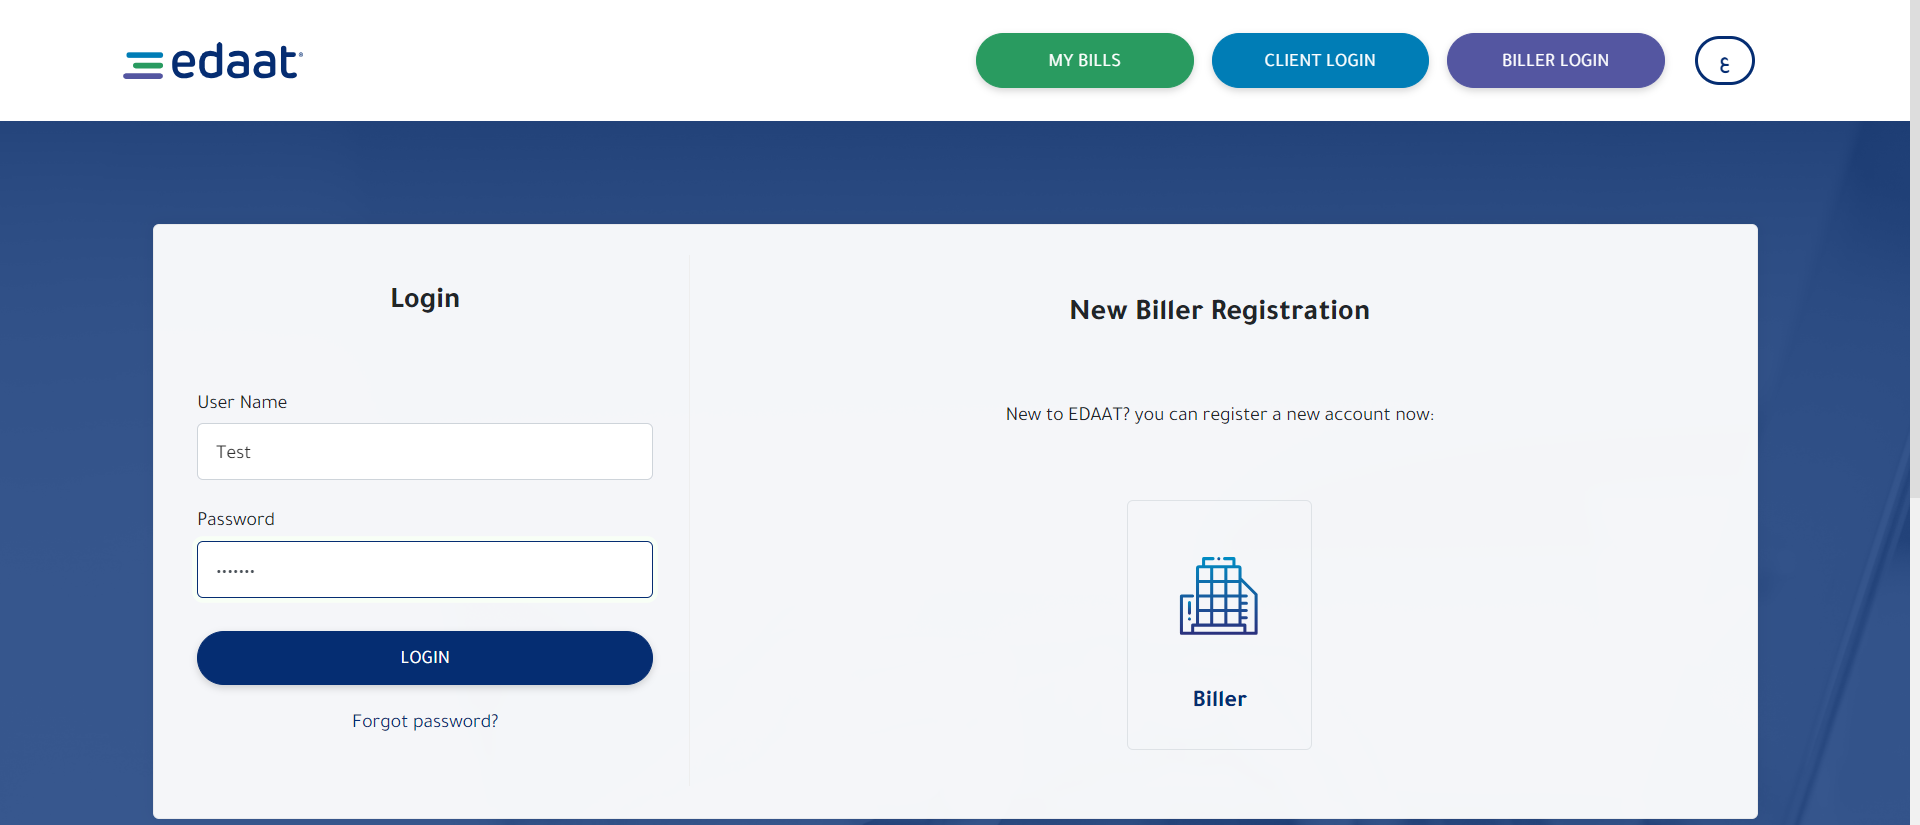 edaat
MY BILLS
CLIENT LOGIN
BILLER LOGIN
ع
Login
User Name
Test
Password
•••••••
LOGIN
Forgot password?
New Biller Registration
New to EDAAT? you can register a new account now:
Biller